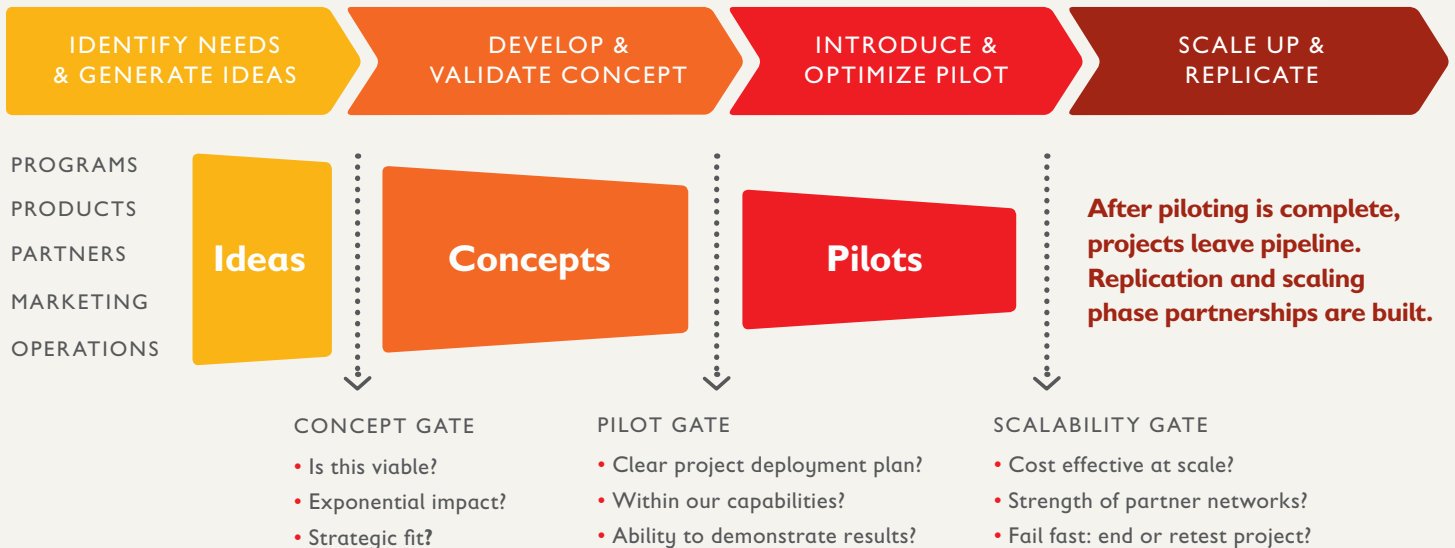 IDENTIFY NEEDS
& GENERATE IDEAS
DEVELOP &
VALIDATE CONCEPT
INTRODUCE &
OPTIMIZE PILOT
SCALE UP &
REPLICATE
PROGRAMS
PRODUCTS
PARTNERS
MARKETING
OPERATIONS
Ideas
Concepts
Pilots
After piloting is complete,
projects leave pipeline.
Replication and scaling
phase partnerships are built.
CONCEPT GATE
• Is this viable?
• Exponential impact?
• Strategic fit?
PILOT GATE
• Clear project deployment plan?
• Within our capabilities?
• Ability to demonstrate results?
SCALABILITY GATE
• Cost effective at scale?
• Strength of partner networks?
• Fail fast: end or retest project?